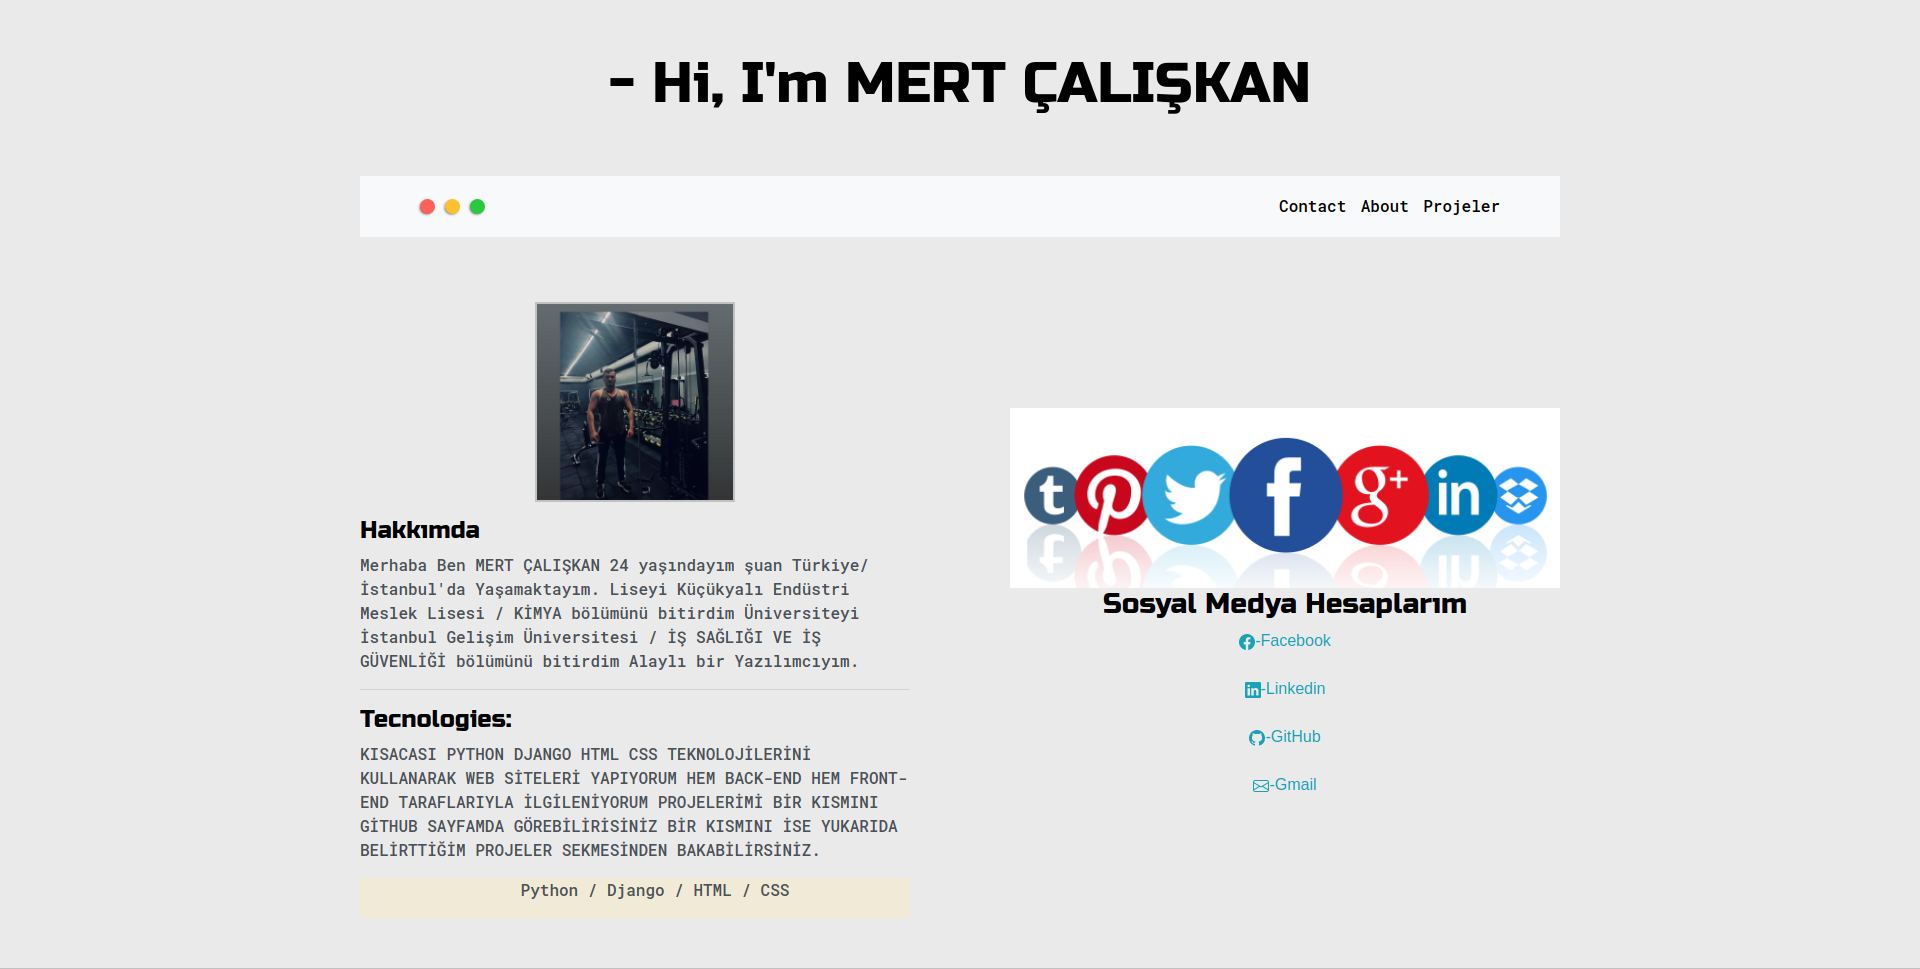 - Hi, I'm MERT ÇALIŞKAN
Contact About Projeler
Hakkımda
Merhaba Ben MERT ÇALIŞKAN 24 yaşındayım şuan Türkiye/
İstanbul'da Yaşamaktayım. Liseyi Küçükyalı Endüstri
Meslek Lisesi / KİMYA bölümünü bitirdim Üniversiteyi
İstanbul Gelişim Üniversitesi / İŞ SAĞLIĞI VE İŞ
GÜVENLİĞİ bölümünü bitirdim Alaylı bir Yazılımcıyım.
Tecnologies:
KISACASI PYTHON DJANGO HTML CSS TEKNOLOJİLERİNİ
KULLANARAK WEB SİTELERİ YAPIYORUM HEM BACK-END HEM FRONT-
END TARAFLARIYLA İLGİLENİYORUM PROJELERİMİ BİR KISMINI
GİTHUB SAYFAMDA GÖREBİLİRİSİNİZ BİR KISMINI İSE YUKARIDA
BELİRTTİĞİM PROJELER SEKMESİNDEN BAKABİLİRSİNİZ.
Python / Django / HTML / CSS
t f g+ in
Sosyal Medya Hesaplarım
-Facebook
-Linkedin
-GitHub
-Gmail